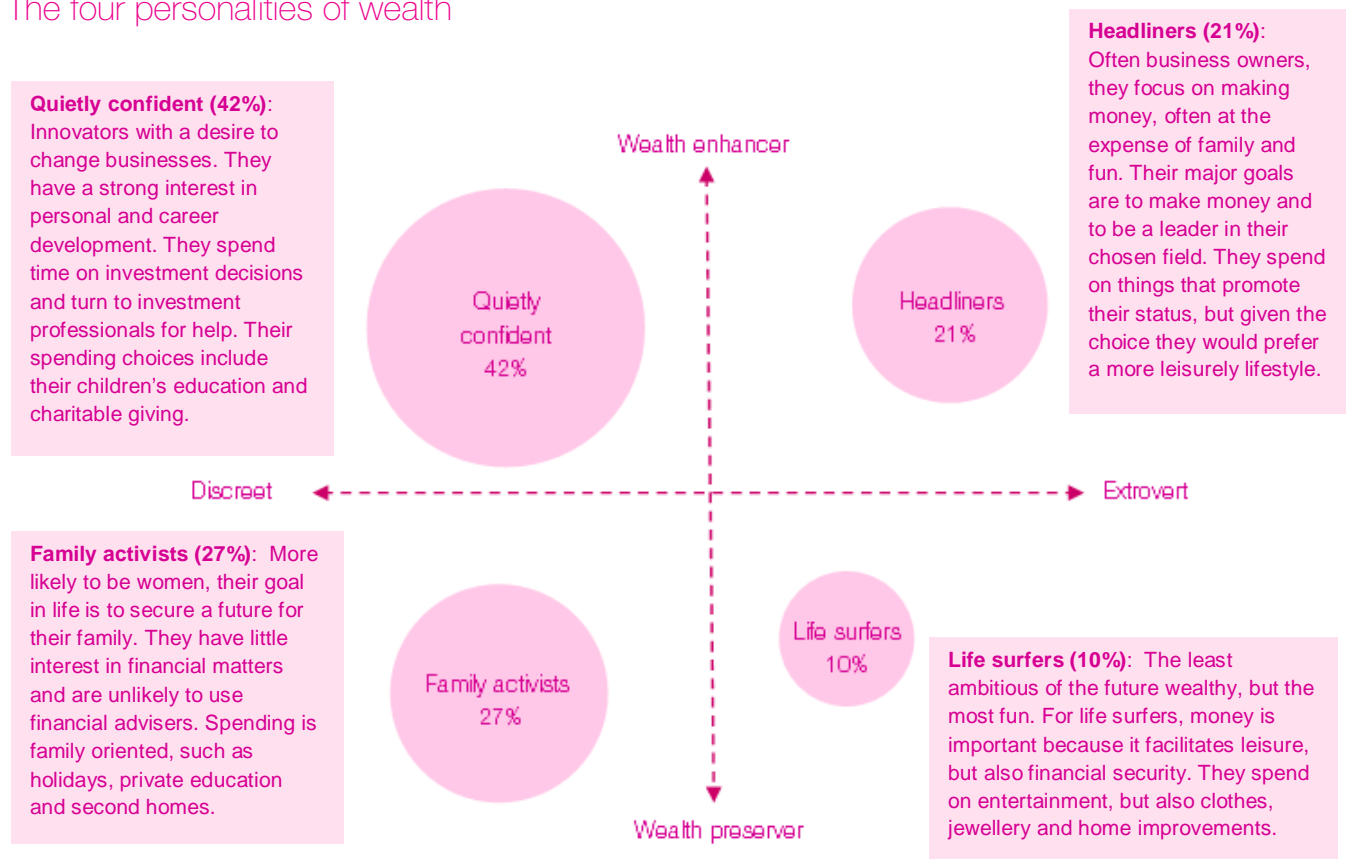 The four personalities of wealth
Headliners (21%):
Often business owners,
they focus on making
money, often at the
expense of family and
fun. Their major goals
are to make money and
to be a leader in their
chosen field. They spend
on things that promote
their status, but given the
choice they would prefer
a more leisurely lifestyle.
Quietly confident (42%):
Innovators with a desire to
change businesses. They
have a strong interest in
personal and career
development. They spend
time on investment decisions
and turn to investment
professionals for help. Their
spending choices include
their children’s education and
charitable giving.
Wealth enhancer
Quietly
confident
42%
Headliners
21%
Discreet
Extrovert
Family activists (27%):  More
likely to be women, their goal
in life is to secure a future for
their family. They have little
interest in financial matters
and are unlikely to use
financial advisers. Spending is
family oriented, such as
holidays, private education
and second homes.
Family activists
27%
Life surfers
10%
Life surfers (10%):  The least
ambitious of the future wealthy, but the
most fun. For life surfers, money is
important because it facilitates leisure,
but also financial security. They spend
on entertainment, but also clothes,
jewellery and home improvements.
Wealth preserver